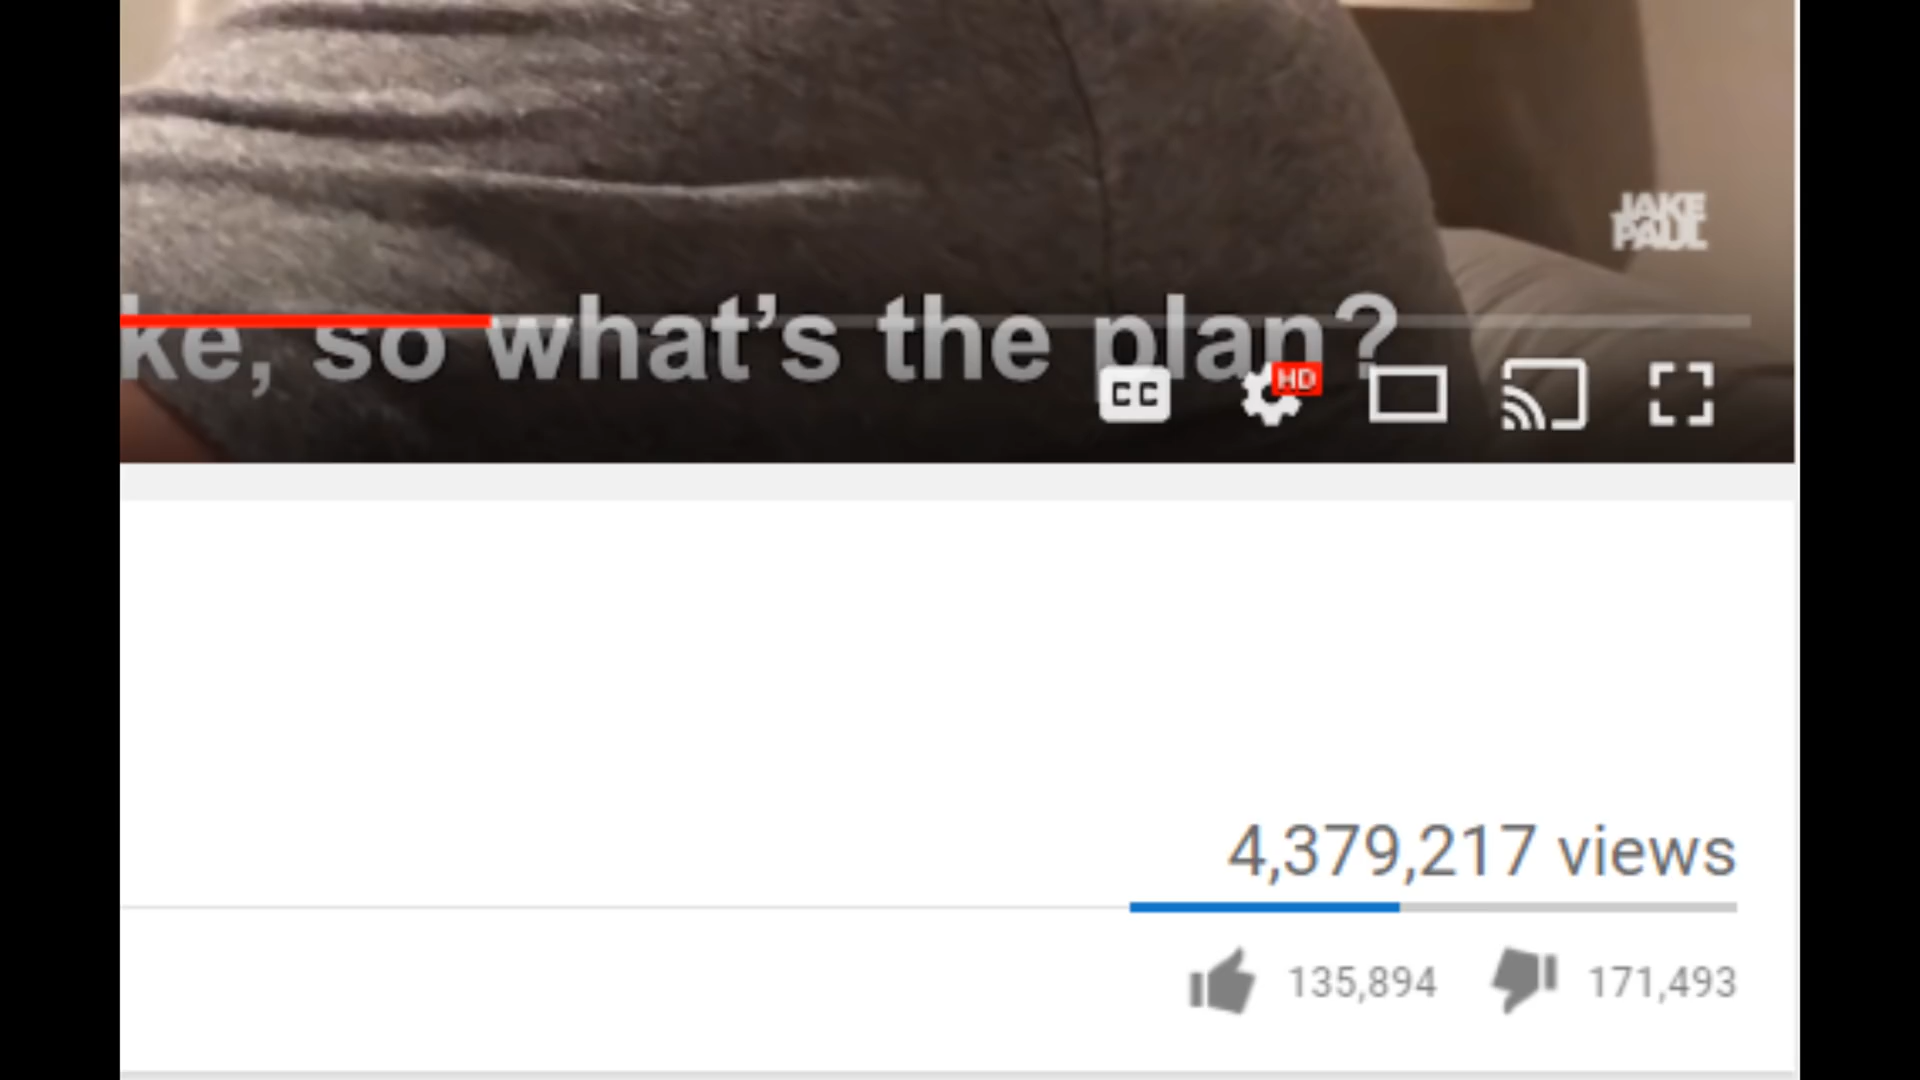 JAKE
PAUL
ke, so what’s the plan?
CC
HD
4,379,217 views
135,894
171,493